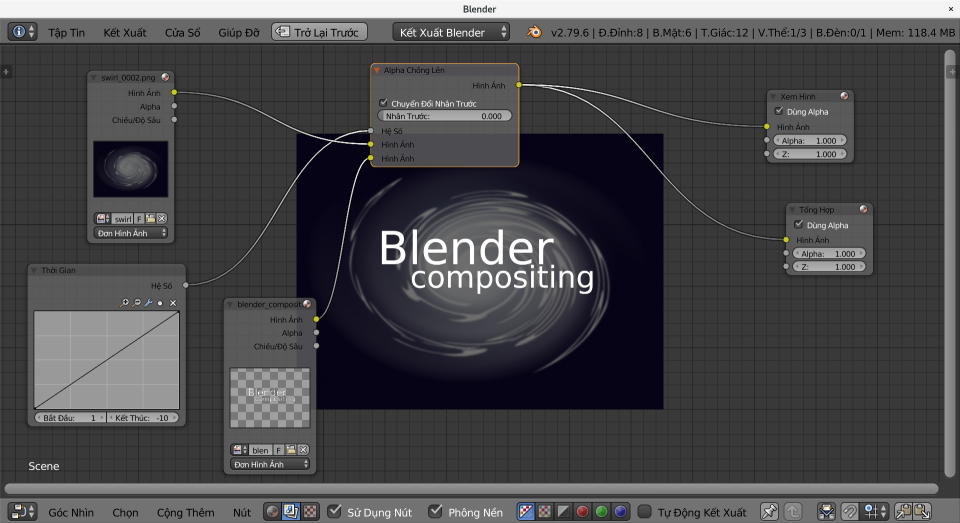 Blender
Tập Tin Kết Xuất Cửa Sổ Giúp Đỡ Trở Lại Trước Kết Xuất Blender v2.79.6 | Đ.Đỉnh:8 | B.Mặt:6 | T.Giác:12 | V.Thể:1/3 | B.Đèn:0/1 | Mem: 118.4 MB
Alpha Chồng Lên
Hình Ảnh
Chuyển Đổi Nhân Trước
Nhân Trước: 0.000
Hệ Số
Hình Ảnh
Hình Ảnh
swirl_0002.png
Hình Ảnh
Alpha
Chiều/Độ Sâu
swirl F
Đơn Hình Ảnh
Xem Hình
Dùng Alpha
Hình Ảnh
Alpha: 1.000
Z: 1.000
Tổng Hợp
Dùng Alpha
Hình Ảnh
Alpha: 1.000
Z: 1.000
Blender
compositing
Thời Gian
Hệ Số
Bắt Đầu: 1 Kết Thúc: -10
blender_composit
Hình Ảnh
Alpha
Chiều/Độ Sâu
Blender
compositing
blen F
Đơn Hình Ảnh
Scene
Góc Nhìn Chọn Cộng Thêm Nút Sử Dụng Nút Phông Nền Tự Động Kết Xuất